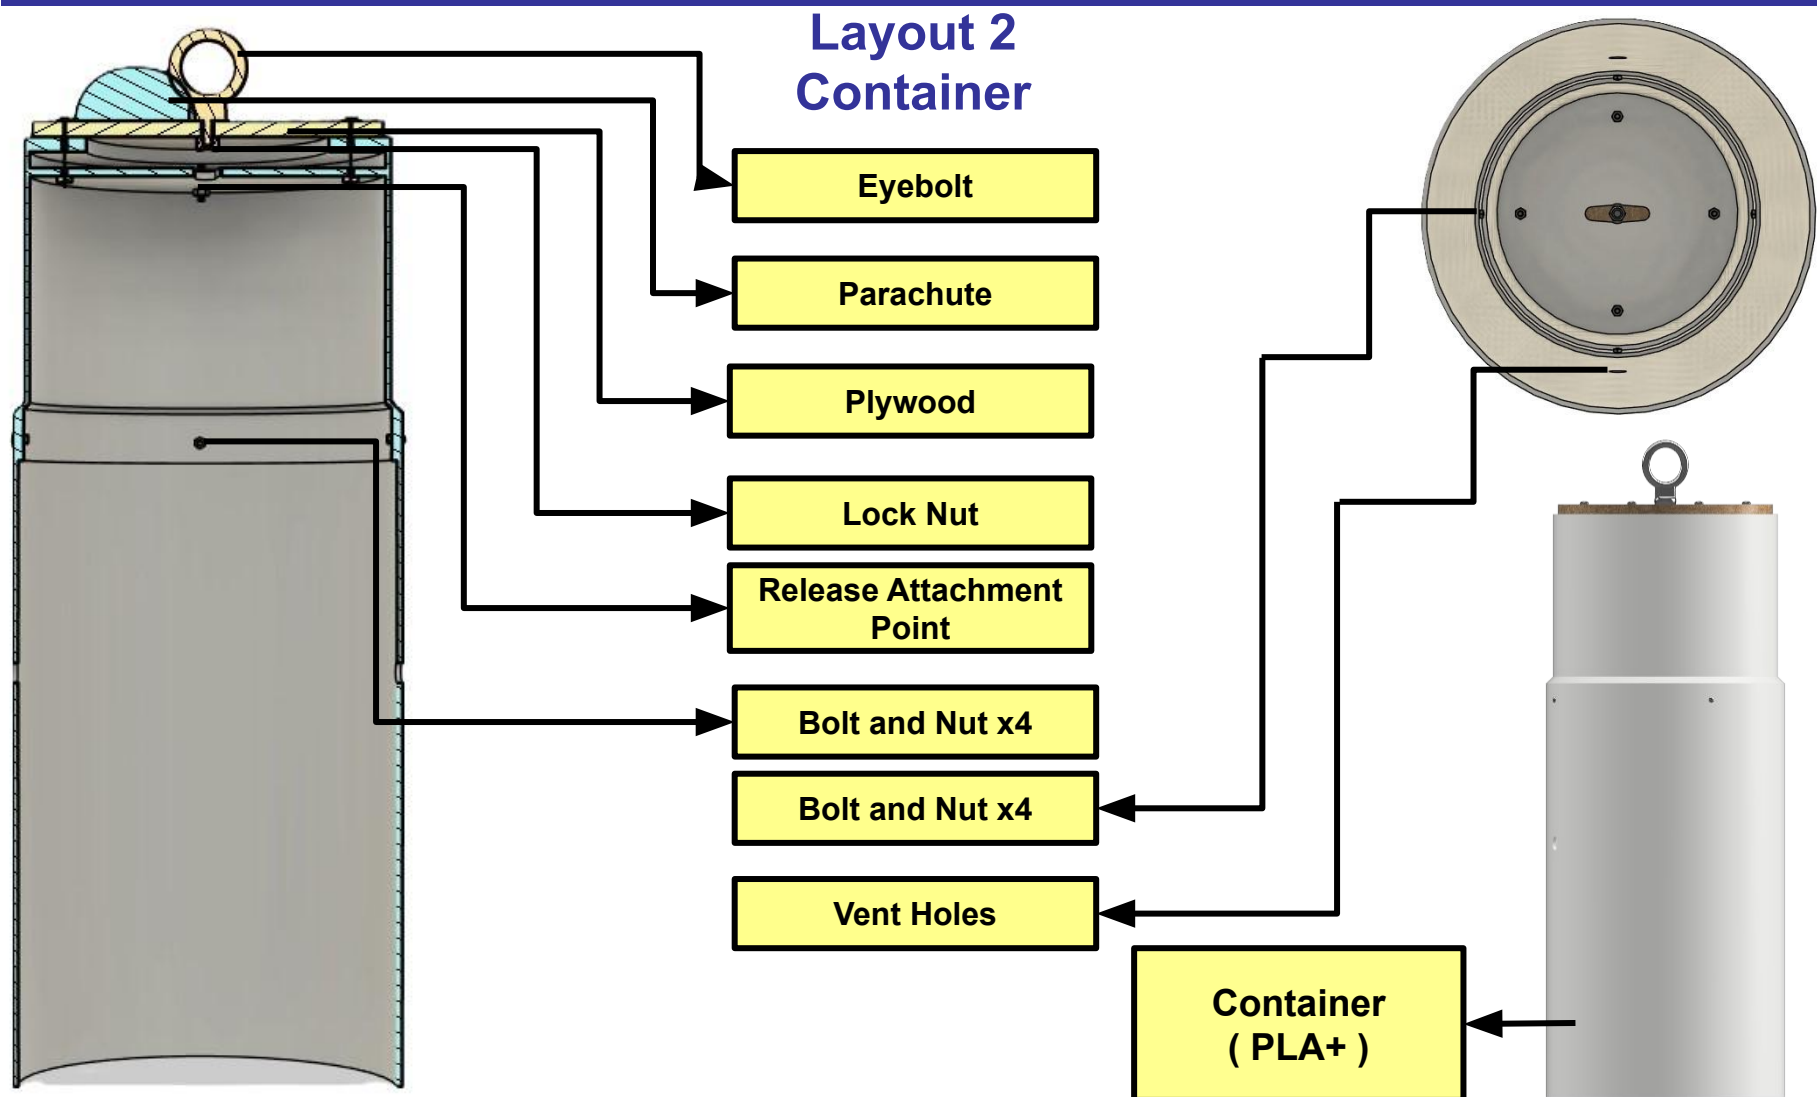 Layout 2
Container
Eyebolt
Parachute
Plywood
Lock Nut
Release Attachment
Point
Bolt and Nut x4
Bolt and Nut x4
Vent Holes
Container
( PLA+ )